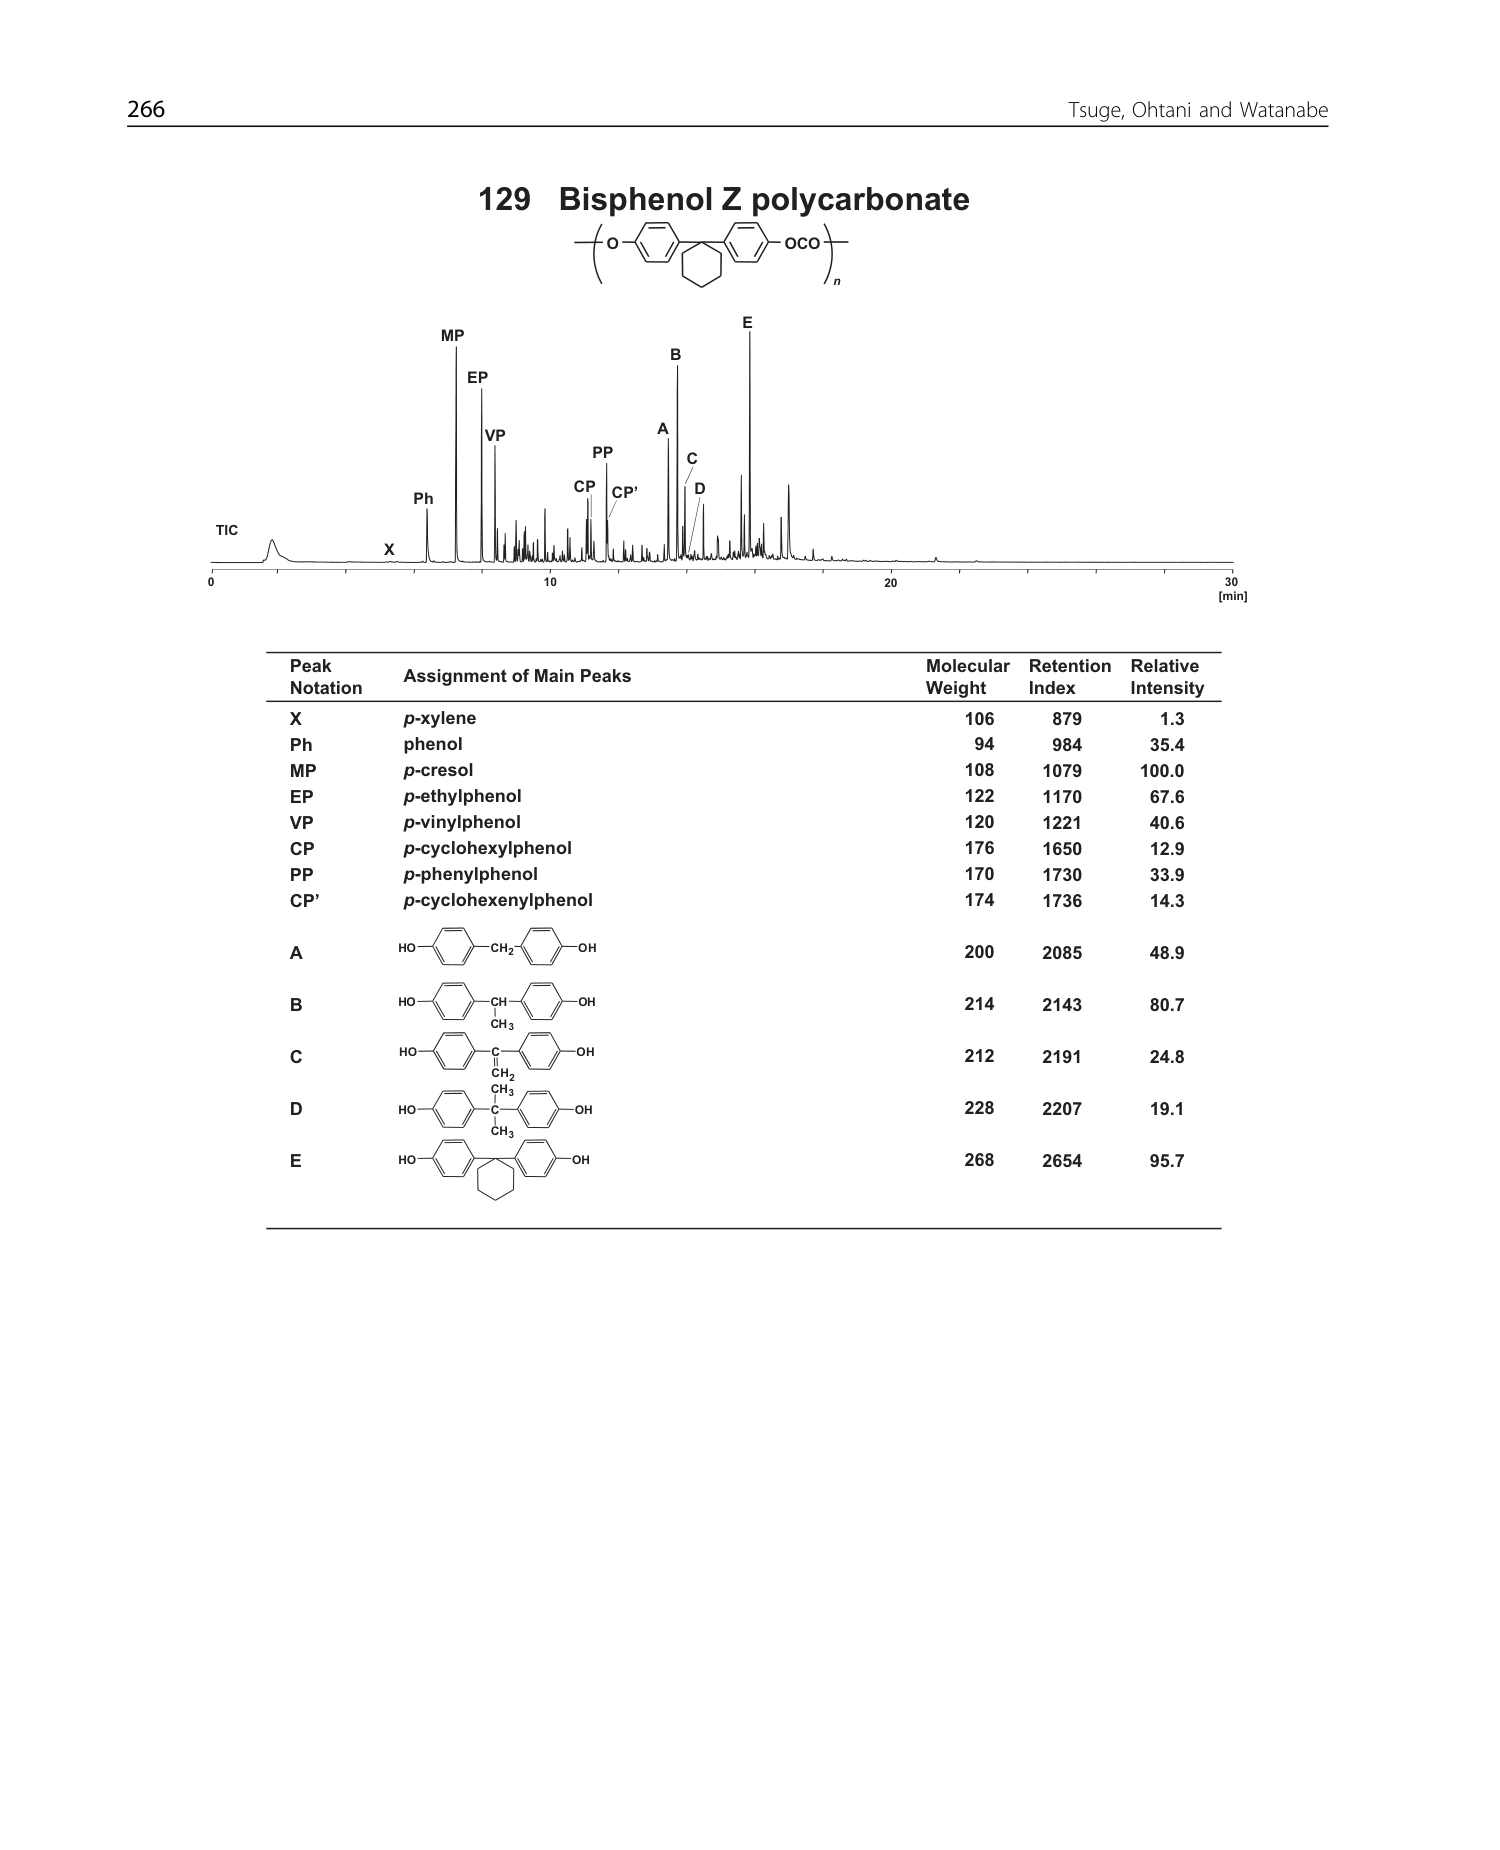 266 Tsuge, Ohtani and Watanabe
129 Bisphenol Z polycarbonate
O OCO n
E
MP
B
EP
A
VP
PP
C
CP CP’ D
Ph
TIC
X
0 10 20 30
[min]
Peak Notation Assignment of Main Peaks Molecular Weight Retention Index Relative Intensity
X p-xylene 106 879 1.3
Ph phenol 94 984 35.4
MP p-cresol 108 1079 100.0
EP p-ethylphenol 122 1170 67.6
VP p-vinylphenol 120 1221 40.6
CP p-cyclohexylphenol 176 1650 12.9
PP p-phenylphenol 170 1730 33.9
CP’ p-cyclohexenylphenol 174 1736 14.3
A HO CH2 OH 200 2085 48.9
B HO CH OH 214 2143 80.7
CH3
C HO C OH 212 2191 24.8
CH2
CH3
D HO C OH 228 2207 19.1
CH3
E HO OH 268 2654 95.7